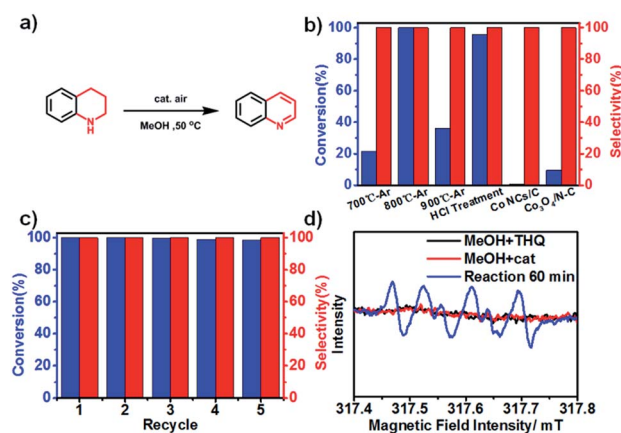 a)
N
H
cat. air
MeOH ,50 °C
N
b)
Conversion(%)
100
80
60
40
20
0
Selectivity(%)
100
80
60
40
20
0
700℃-Ar
800℃-Ar
900℃-Ar
HCl Treatment
Co NCs/C
Co3O4/N-C
c)
Conversion(%)
100
80
60
40
20
0
Selectivity(%)
100
80
60
40
20
0
1 2 3 4 5
Recycle
d)
MeOH+THQ
MeOH+cat
Reaction 60 min
Intensity
317.4 317.5 317.6 317.7 317.8
Magnetic Field Intensity/ mT